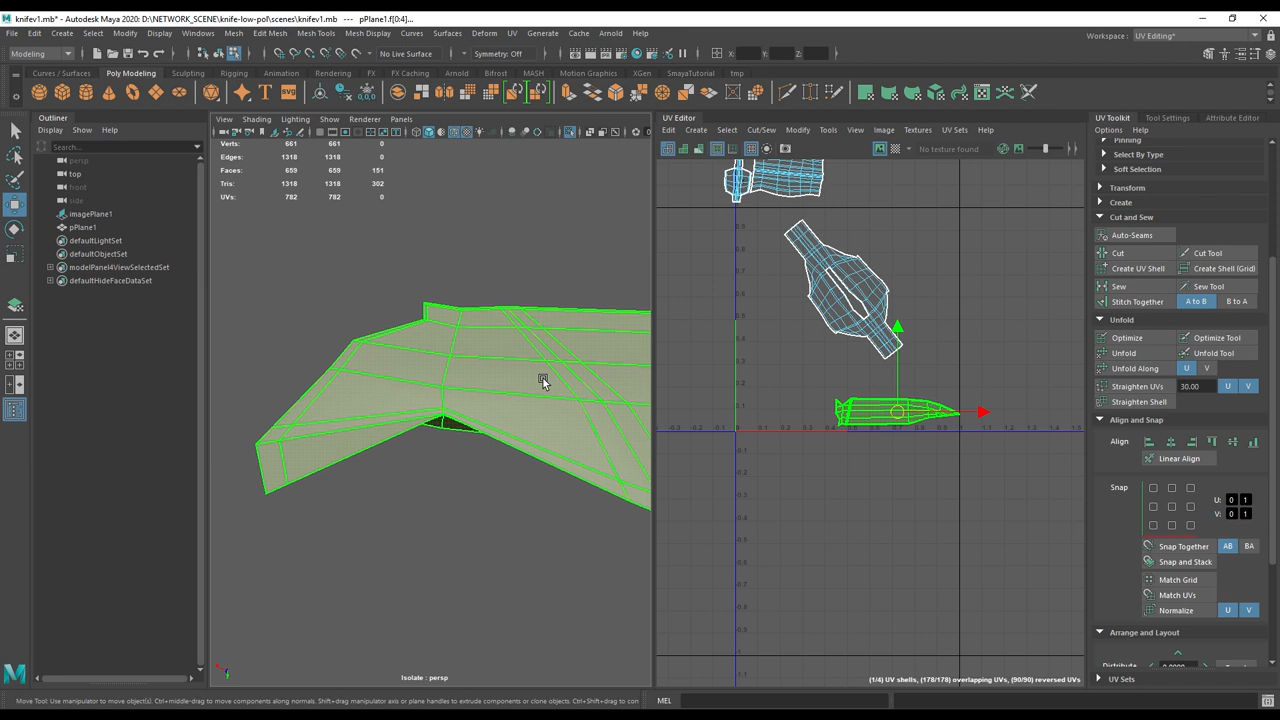 knifev1.mb* - Autodesk Maya 2020: D:\NETWORK_SCENE\knife-low-pol\scenes\knifev1.mb --- pPlane1.f[0:4]...
File Edit Create Select Modify Display Windows Mesh Edit Mesh Mesh Tools Mesh Display Curves Surfaces Deform UV Generate Cache Arnold Help
Workspace : UV Editing*
Modeling
No Live Surface
Symmetry: Off
X:
Y:
Z:
Curves / Surfaces Poly Modeling Sculpting Rigging Animation Rendering FX FX Caching Arnold Bifrost MASH Motion Graphics XGen SmayaTutorial tmp
Outliner
Display Show Help
Search...
persp
top
front
side
imagePlane1
pPlane1
defaultLightSet
defaultObjectSet
modelPanel4ViewSelectedSet
defaultHideFaceDataSet
View Shading Lighting Show Renderer Panels
Verts: 661 661 0
Edges: 1318 1318 0
Faces: 659 659 151
Tris: 1318 1318 302
UVs: 782 782 0
Isolate : persp
UV Editor
Edit Create Select Cut/Sew Modify Tools View Image Textures UV Sets Help
No texture found
(1/4) UV shells, (178/178) overlapping UVs, (90/90) reversed UVs
UV Toolkit Tool Settings Attribute Editor
Options Help
Pinning
Select By Type
Soft Selection
Transform
Create
Cut and Sew
Auto-Seams
Cut Cut Tool
Create UV Shell Create Shell (Grid)
Sew Sew Tool
Stitch Together A to B B to A
Unfold
Optimize Optimize Tool
Unfold Unfold Tool
Unfold Along U V
Straighten UVs 30.00 U V
Straighten Shell
Align and Snap
Align
Linear Align
Snap
U: 0 1
V: 0 1
Snap Together AB BA
Snap and Stack
Match Grid
Match UVs
Normalize U V
Arrange and Layout
UV Sets
Move Tool: Use manipulator to move object(s). Ctrl+middle-drag to move components along normals. Shift+drag manipulator axis or plane handles to extrude components or clone objects. Ctrl+Shift+drag to con
MEL